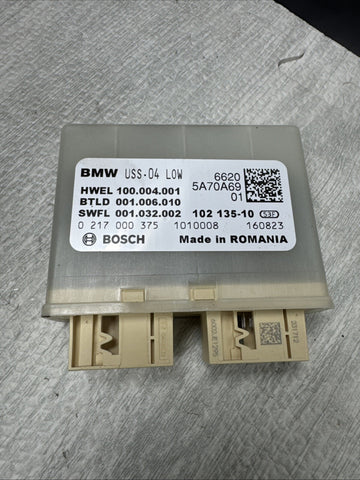 BMW USS-04 LOW 6620
HWEL 100.004.001 5A70A69
BTLD 001.006.010 01
SWFL 001.032.002 102 135-10
0 217 000 375 1010008 160823
BOSCH Made in ROMANIA